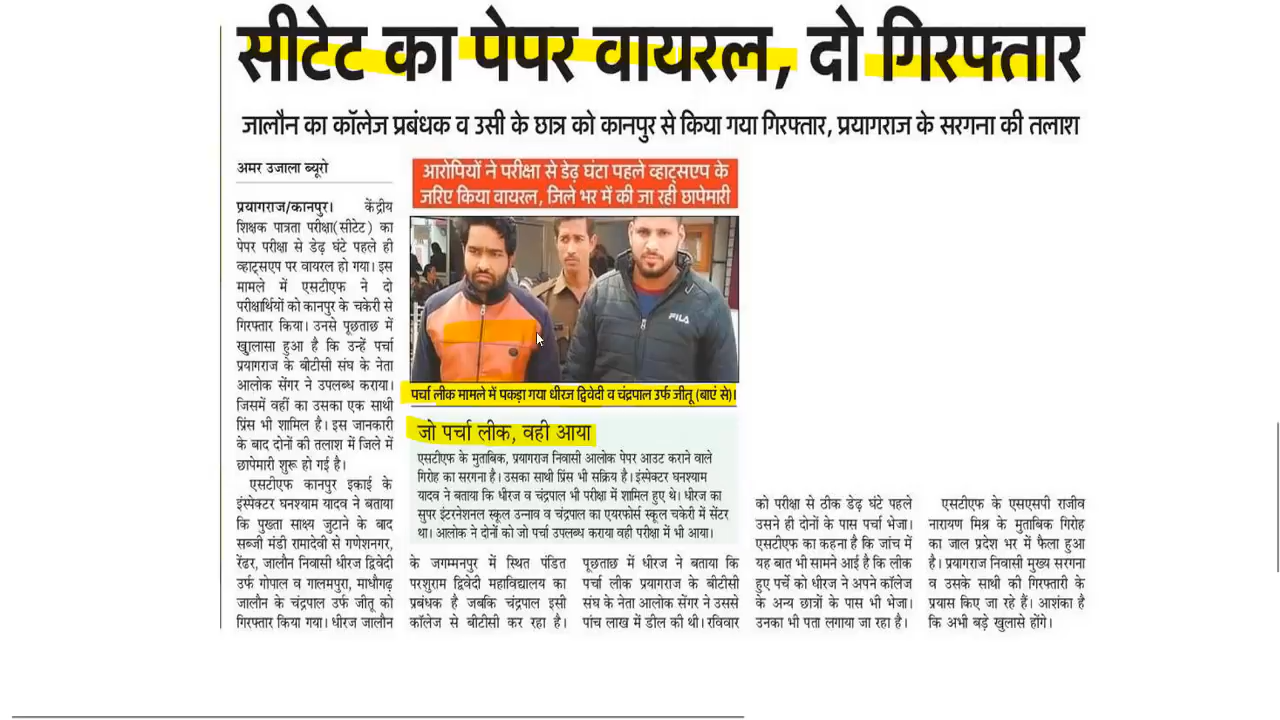 सीटेट का पेपर वायरल, दो गिरफ्तार
जालौन का कॉलेज प्रबंधक व उसी के छात्र को कानपुर से किया गया गिरफ्तार, प्रयागराज के सरगना की तलाश
अमर उजाला ब्यूरो
प्रयागराज/कानपुर। केंद्रीय
शिक्षक पात्रता परीक्षा(सीटेट) का
पेपर परीक्षा से डेढ़ घंटे पहले ही
व्हाट्सएप पर वायरल हो गया। इस
मामले में एसटीएफ ने दो
परीक्षार्थियों को कानपुर के चकेरी से
गिरफ्तार किया। उनसे पूछताछ में
खुलासा हुआ है कि उन्हें पर्चा
प्रयागराज के बीटीसी संघ के नेता
आलोक सेंगर ने उपलब्ध कराया।
जिसमें वहीं का उसका एक साथी
प्रिंस भी शामिल है। इस जानकारी
के बाद दोनों की तलाश में जिले में
छापेमारी शुरू हो गई है।
एसटीएफ कानपुर इकाई के
इंस्पेक्टर घनश्याम यादव ने बताया
कि पुख्ता साक्ष्य जुटाने के बाद
सब्जी मंडी रामादेवी से गणेशनगर,
रेंढर, जालौन निवासी धीरज द्विवेदी
उर्फ गोपाल व गालमपुरा, माधौगढ़
जालौन के चंद्रपाल उर्फ जीतू को
गिरफ्तार किया गया। धीरज जालौन
आरोपियों ने परीक्षा से डेढ़ घंटा पहले व्हाट्सएप के
जरिए किया वायरल, जिले भर में की जा रही छापेमारी
FILA
पर्चा लीक मामले में पकड़ा गया धीरज द्विवेदी व चंद्रपाल उर्फ जीतू (बाएं से)।
जो पर्चा लीक, वही आया
एसटीएफ के मुताबिक, प्रयागराज निवासी आलोक पेपर आउट कराने वाले
गिरोह का सरगना है। उसका साथी प्रिंस भी सक्रिय है। इंस्पेक्टर घनश्याम
यादव ने बताया कि धीरज व चंद्रपाल भी परीक्षा में शामिल हुए थे। धीरज का
सुपर इंटरनेशनल स्कूल उन्नाव व चंद्रपाल का एयरफोर्स स्कूल चकेरी में सेंटर
था। आलोक ने दोनों को जो पर्चा उपलब्ध कराया वही परीक्षा में भी आया।
के जगम्मनपुर में स्थित पंडित
परशुराम द्विवेदी महाविद्यालय का
प्रबंधक है जबकि चंद्रपाल इसी
कॉलेज से बीटीसी कर रहा है।
पूछताछ में धीरज ने बताया कि
पर्चा लीक प्रयागराज के बीटीसी
संघ के नेता आलोक सेंगर ने उससे
पांच लाख में डील की थी। रविवार
को परीक्षा से ठीक डेढ़ घंटे पहले
उसने ही दोनों के पास पर्चा भेजा।
एसटीएफ का कहना है कि जांच में
यह बात भी सामने आई है कि लीक
हुए पर्चे को धीरज ने अपने कॉलेज
के अन्य छात्रों के पास भी भेजा।
उनका भी पता लगाया जा रहा है।
एसटीएफ के एसएसपी राजीव
नारायण मिश्र के मुताबिक गिरोह
का जाल प्रदेश भर में फैला हुआ
है। प्रयागराज निवासी मुख्य सरगना
व उसके साथी की गिरफ्तारी के
प्रयास किए जा रहे हैं। आशंका है
कि अभी बड़े खुलासे होंगे।